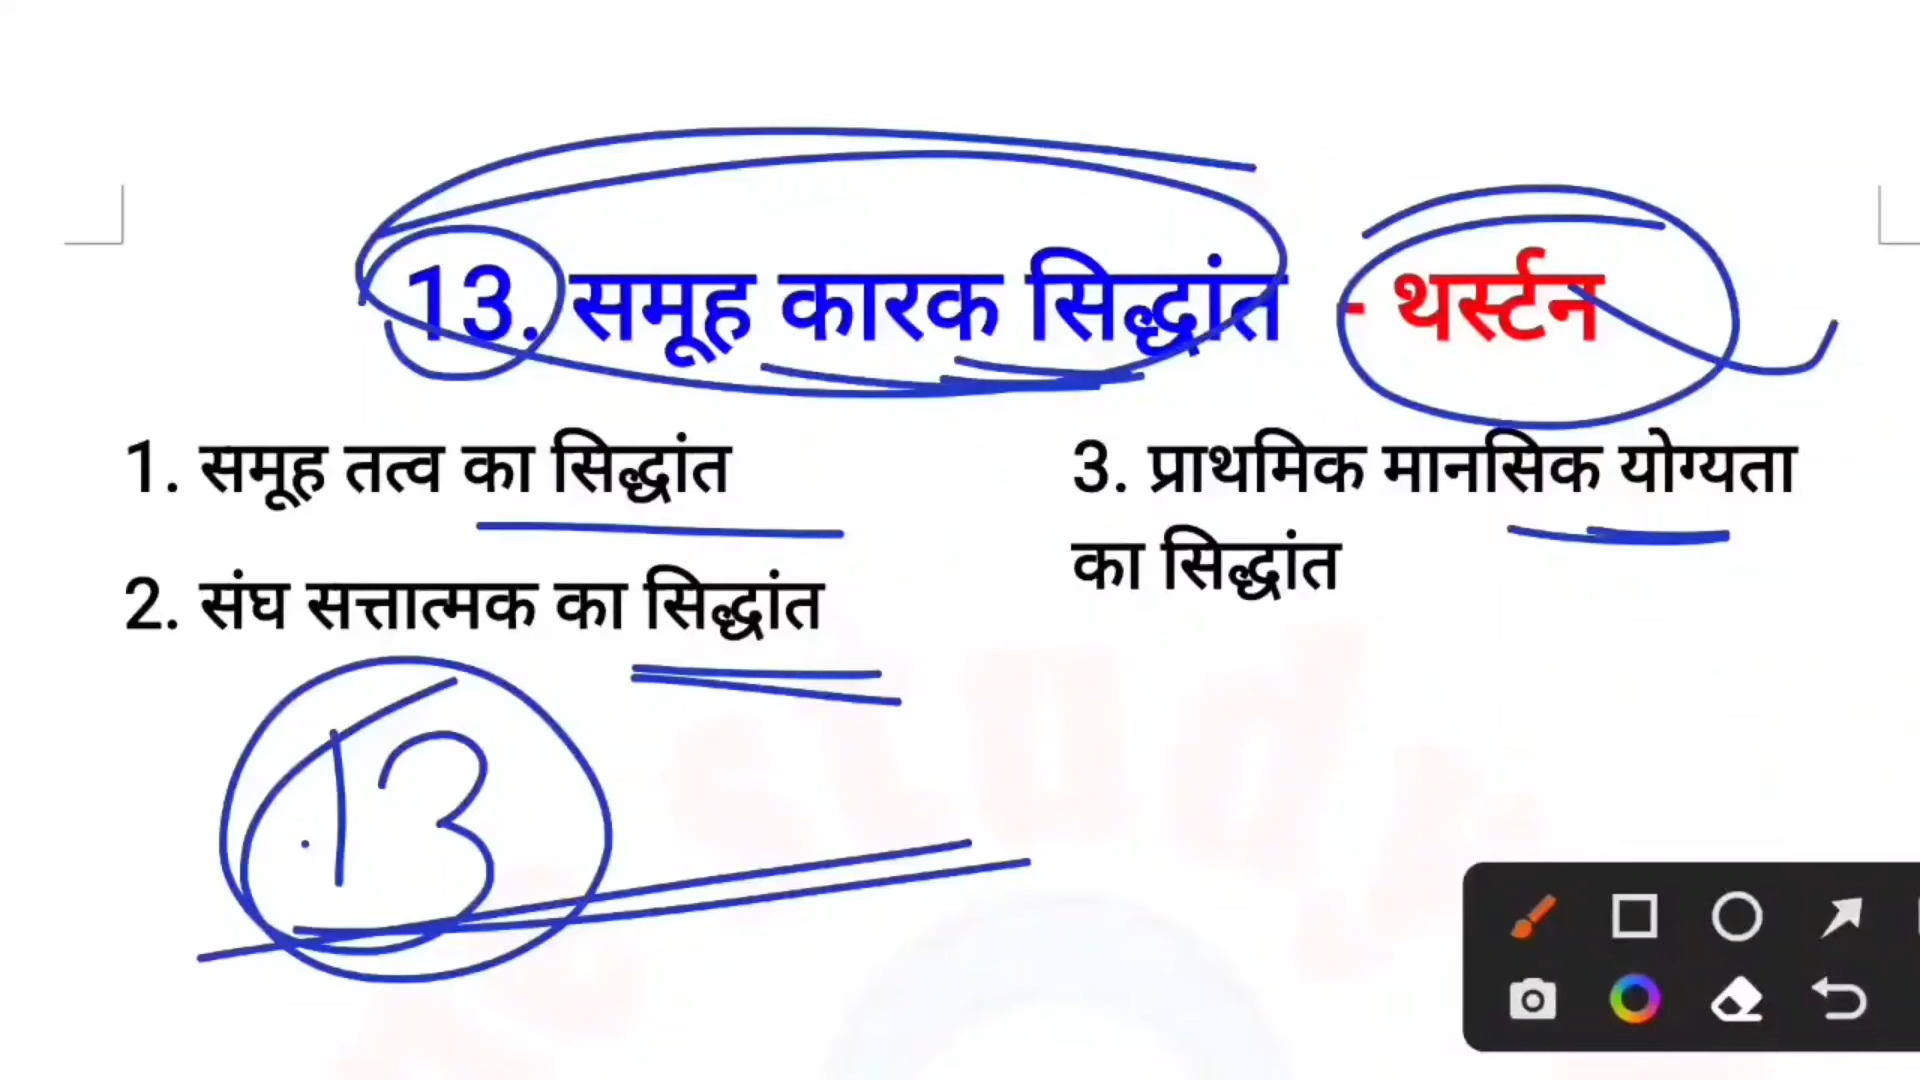 13. समूह कारक सिद्धांत - थर्स्टन
1. समूह तत्व का सिद्धांत
2. संघ सत्तात्मक का सिद्धांत
3. प्राथमिक मानसिक योग्यता
का सिद्धांत
13